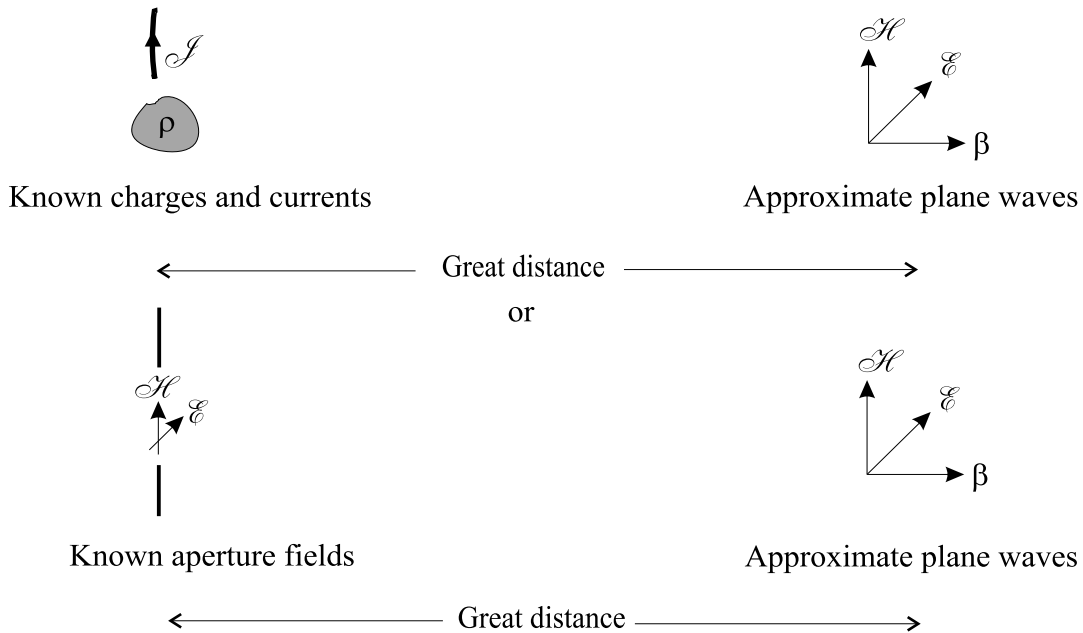 ℋ
ℐ
ℰ
ρ
β
Known charges and currents
Approximate plane waves
Great distance
or
ℋ
ℋ
ℰ
ℰ
β
Known aperture fields
Approximate plane waves
Great distance